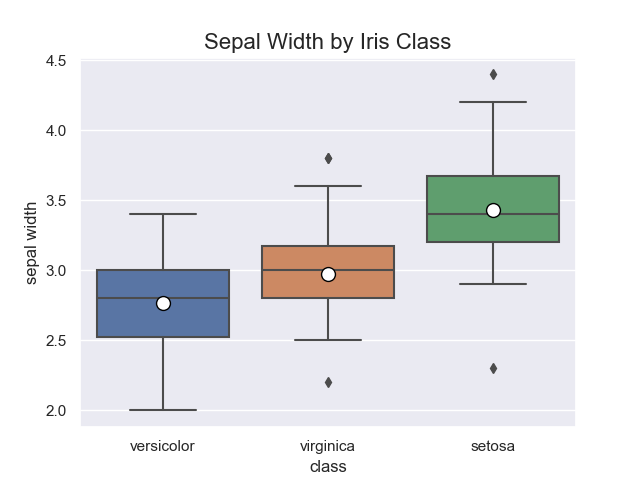 Sepal Width by Iris Class
sepal width
4.5
4.0
3.5
3.0
2.5
2.0
versicolor virginica setosa
class